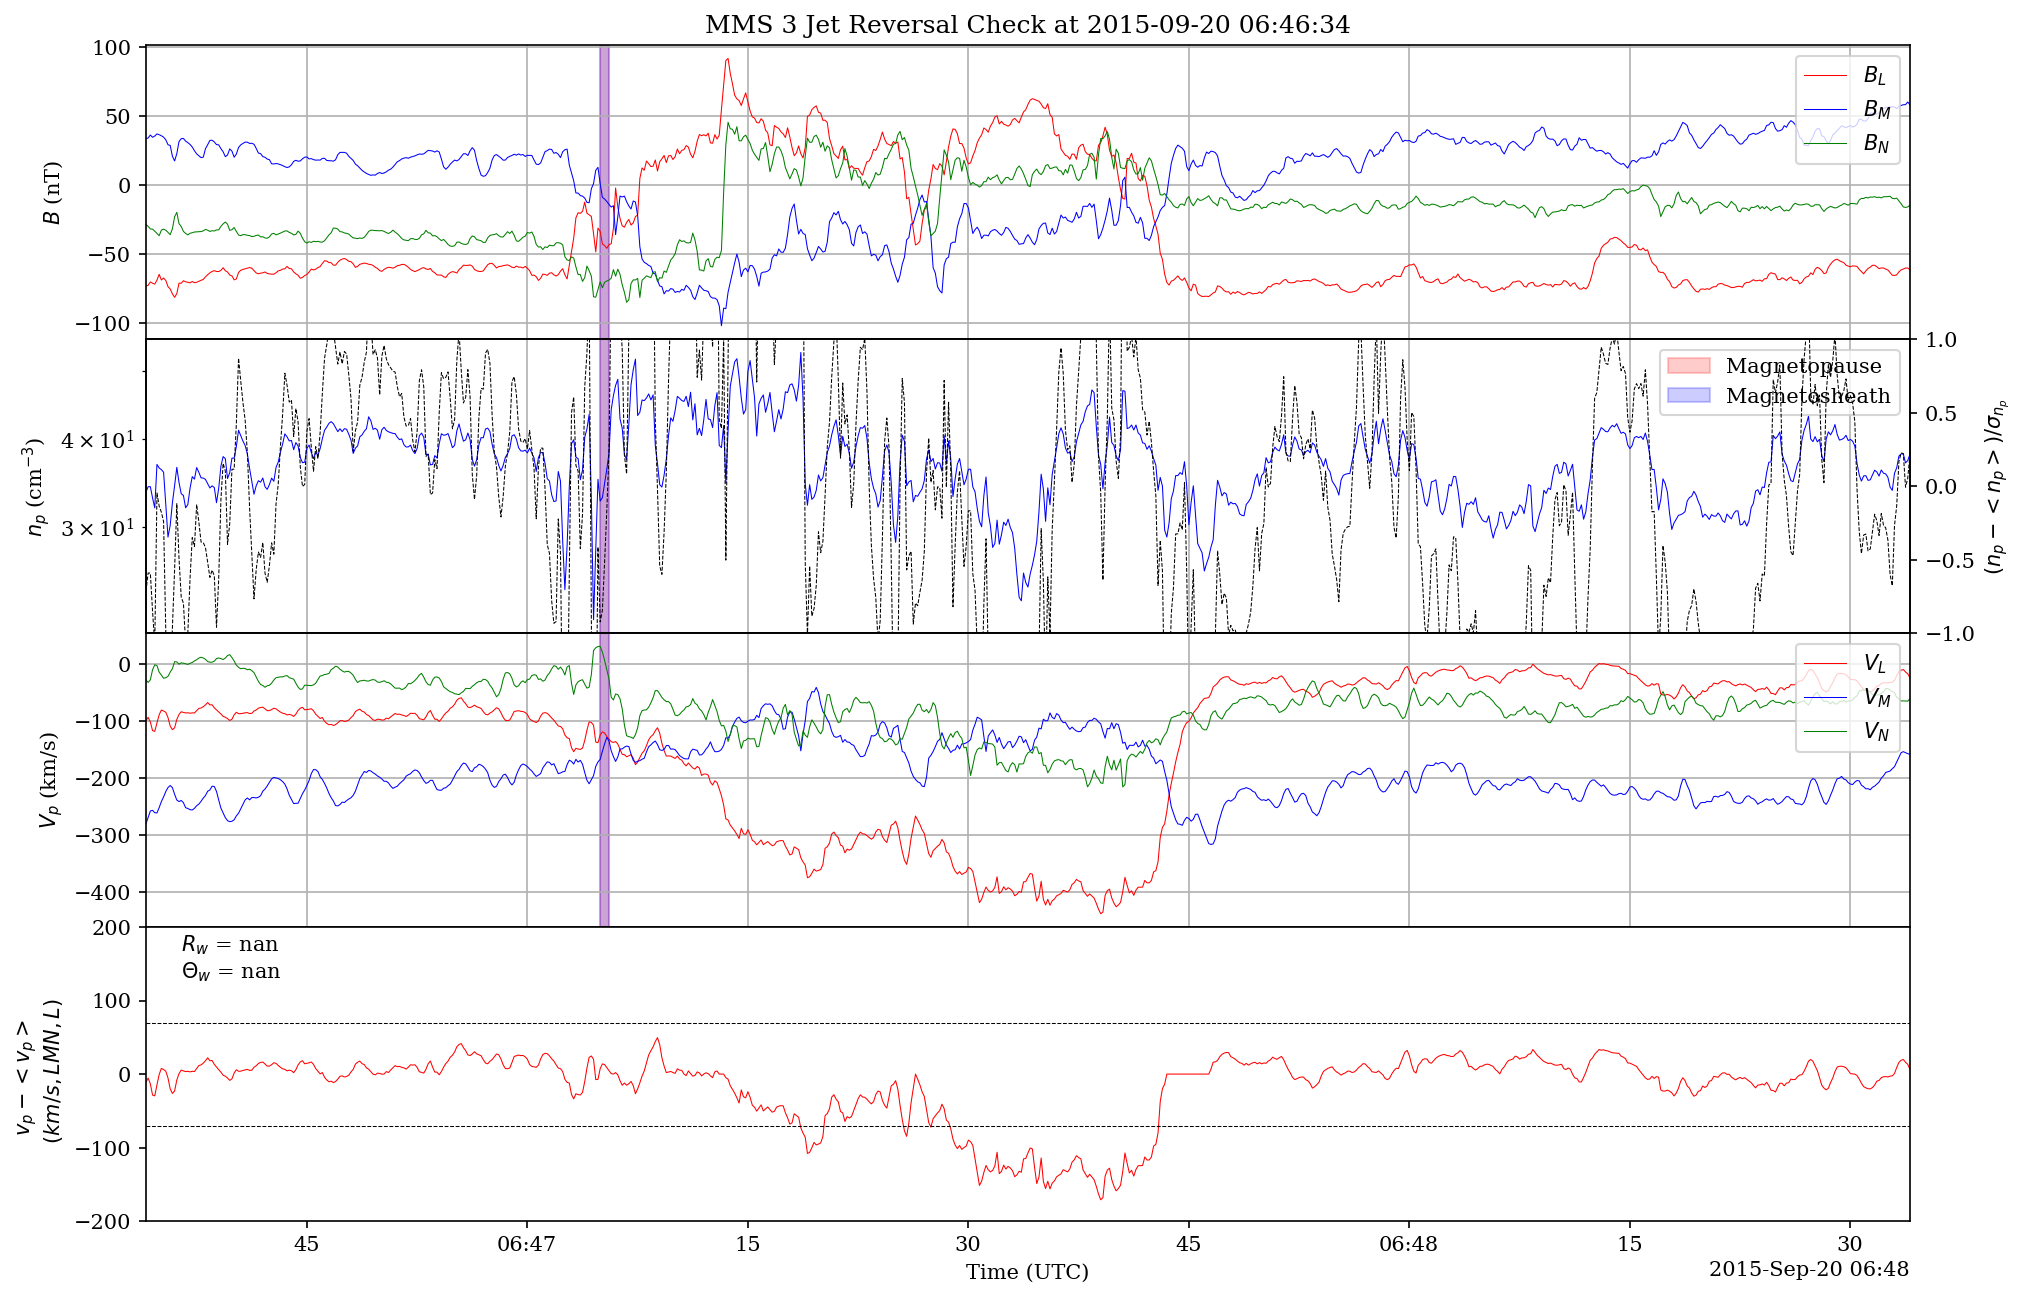 MMS 3 Jet Reversal Check at 2015-09-20 06:46:34
100
50
0
−50
−100
B (nT)
B_L
B_M
B_N
4 × 10^1
3 × 10^1
n_p (cm^−3)
1.0
0.5
0.0
−0.5
−1.0
(n_p − < n_p >)/σ_{n_p}
Magnetopause
Magnetosheath
0
−100
−200
−300
−400
V_p (km/s)
V_L
V_M
V_N
200
100
0
−100
−200
v_p − < v_p >
(km/s, LMN, L)
R_w = nan
Θ_w = nan
45 06:47 15 30 45 06:48 15 30
Time (UTC)
2015-Sep-20 06:48